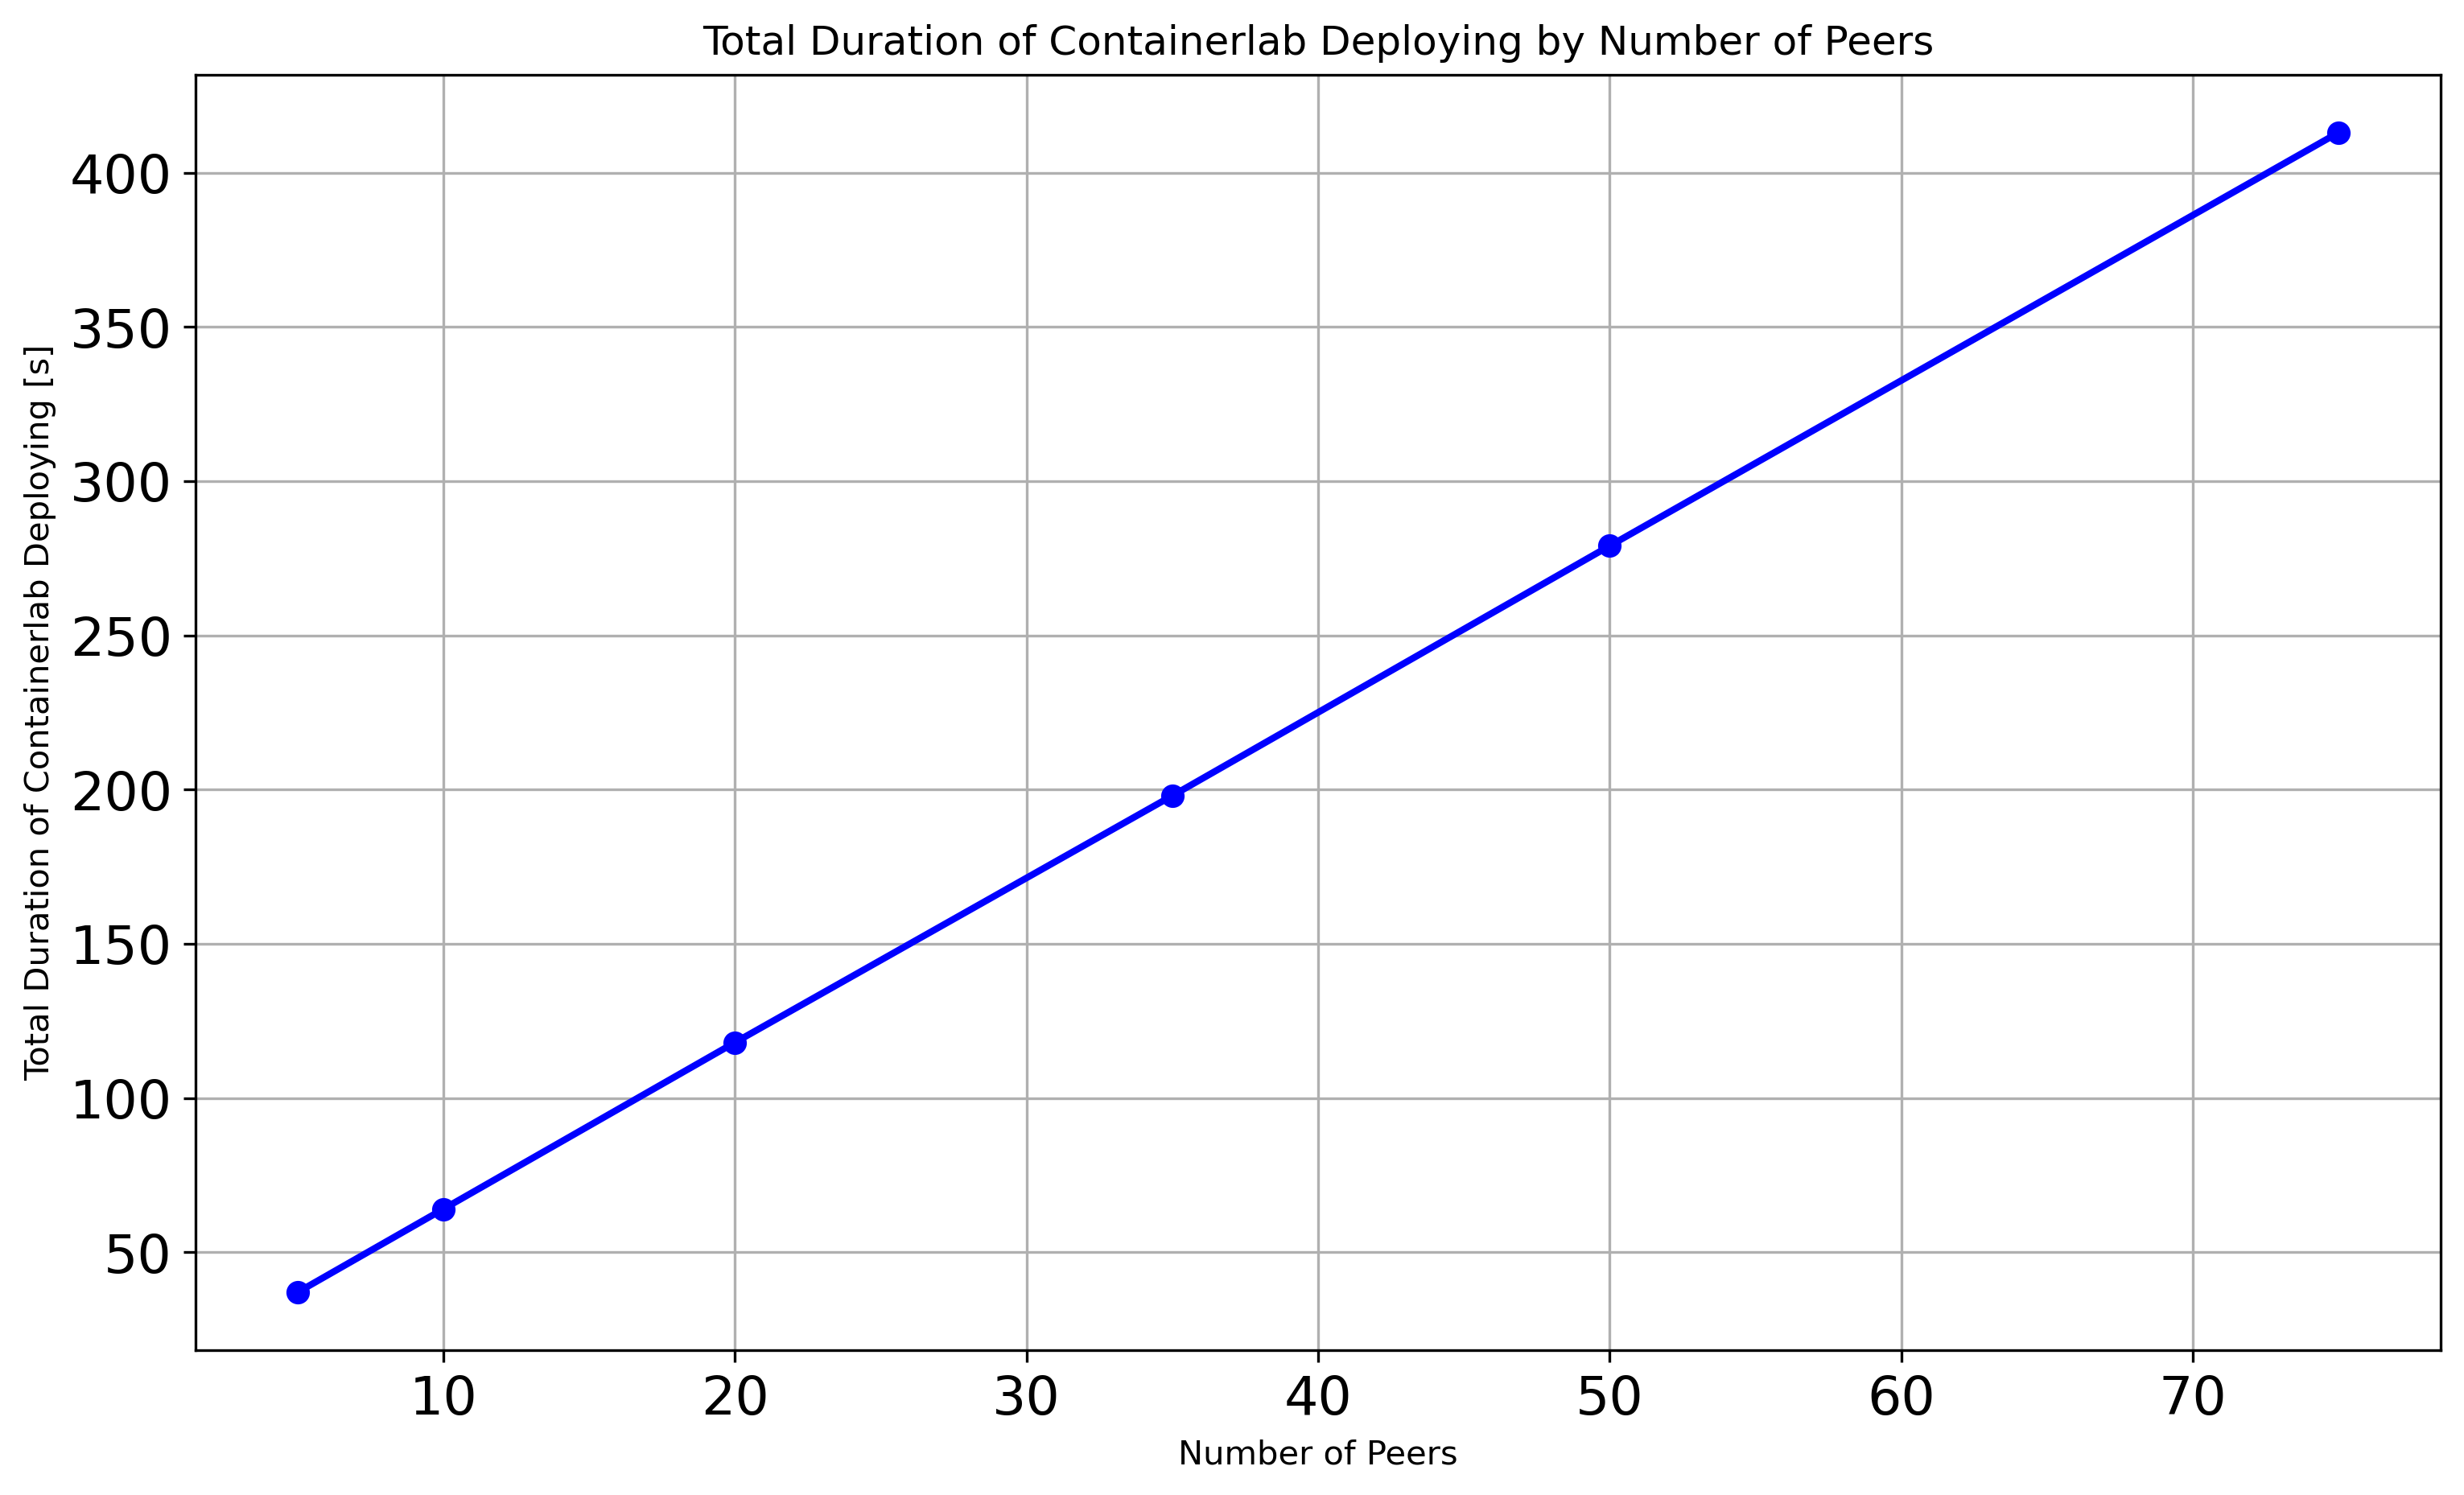 Total Duration of Containerlab Deploying by Number of Peers
Total Duration of Containerlab Deploying [s]
400
350
300
250
200
150
100
50
10 20 30 40 50 60 70
Number of Peers